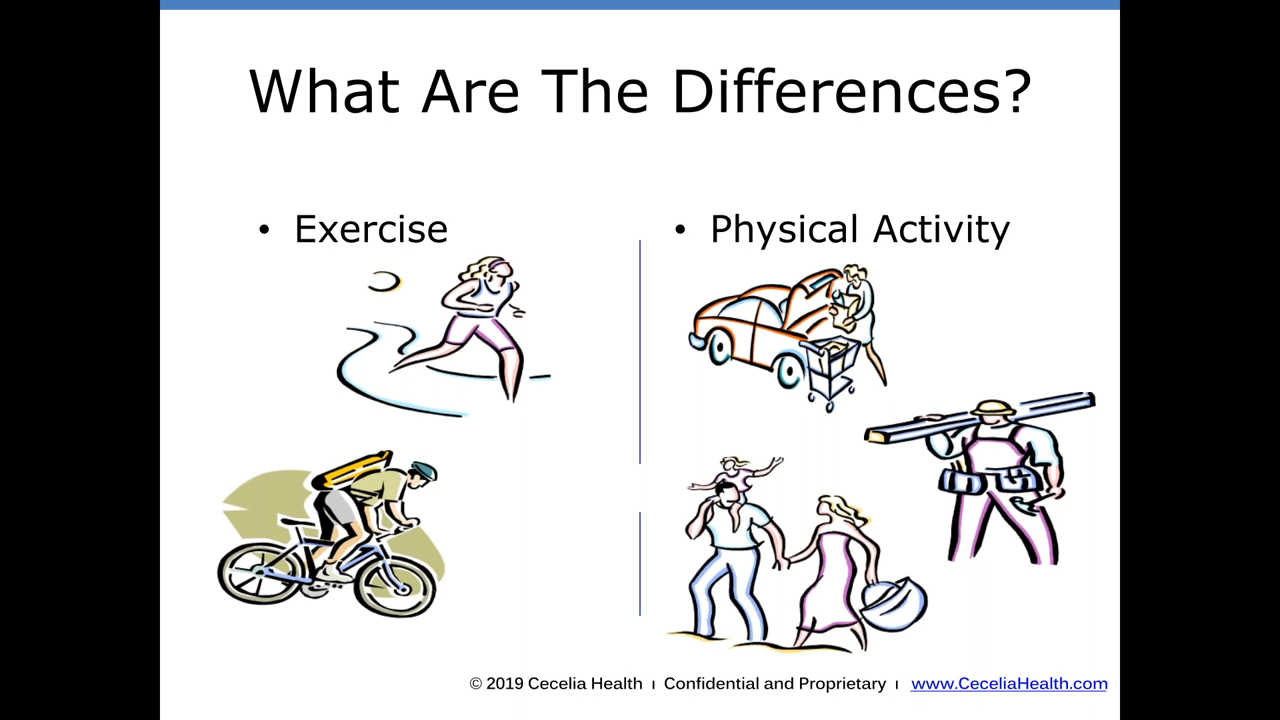 What Are The Differences?
• Exercise
• Physical Activity
© 2019 Cecelia Health ı Confidential and Proprietary ı www.CeceliaHealth.com